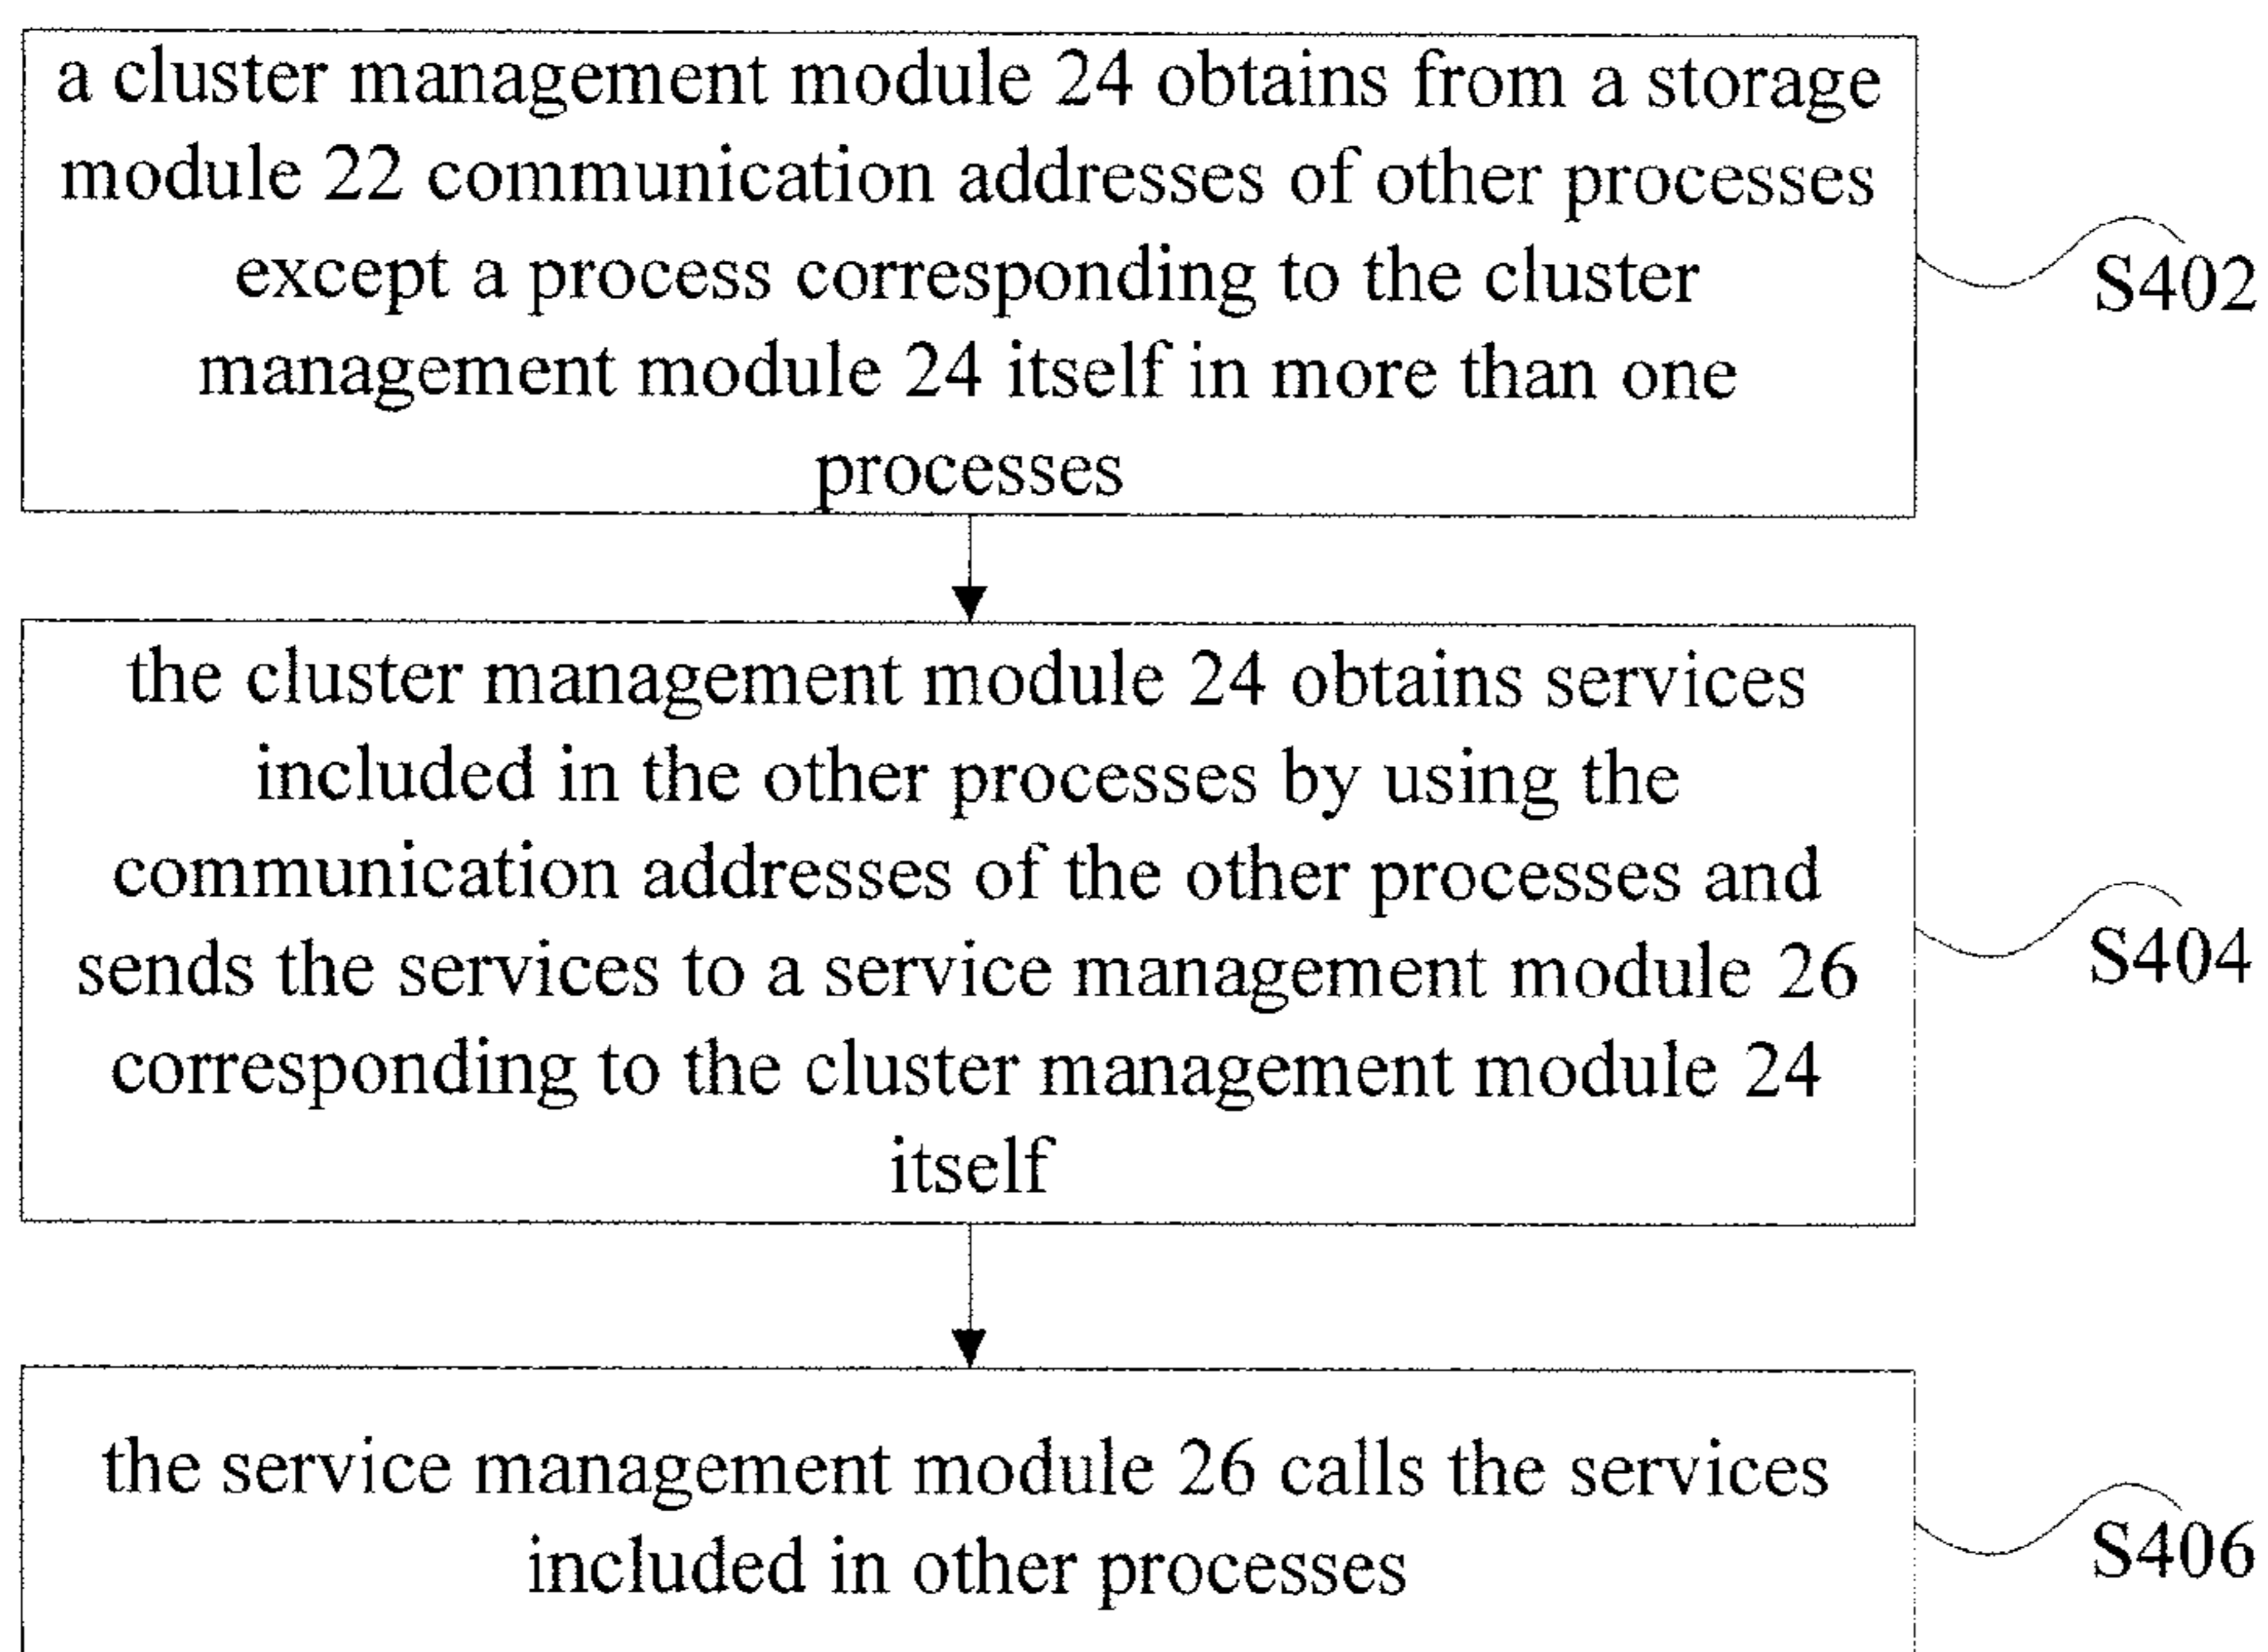 a cluster management module 24 obtains from a storage
module 22 communication addresses of other processes
except a process corresponding to the cluster
management module 24 itself in more than one
processes
S402
the cluster management module 24 obtains services
included in the other processes by using the
communication addresses of the other processes and
sends the services to a service management module 26
corresponding to the cluster management module 24
itself
S404
the service management module 26 calls the services
included in other processes
S406